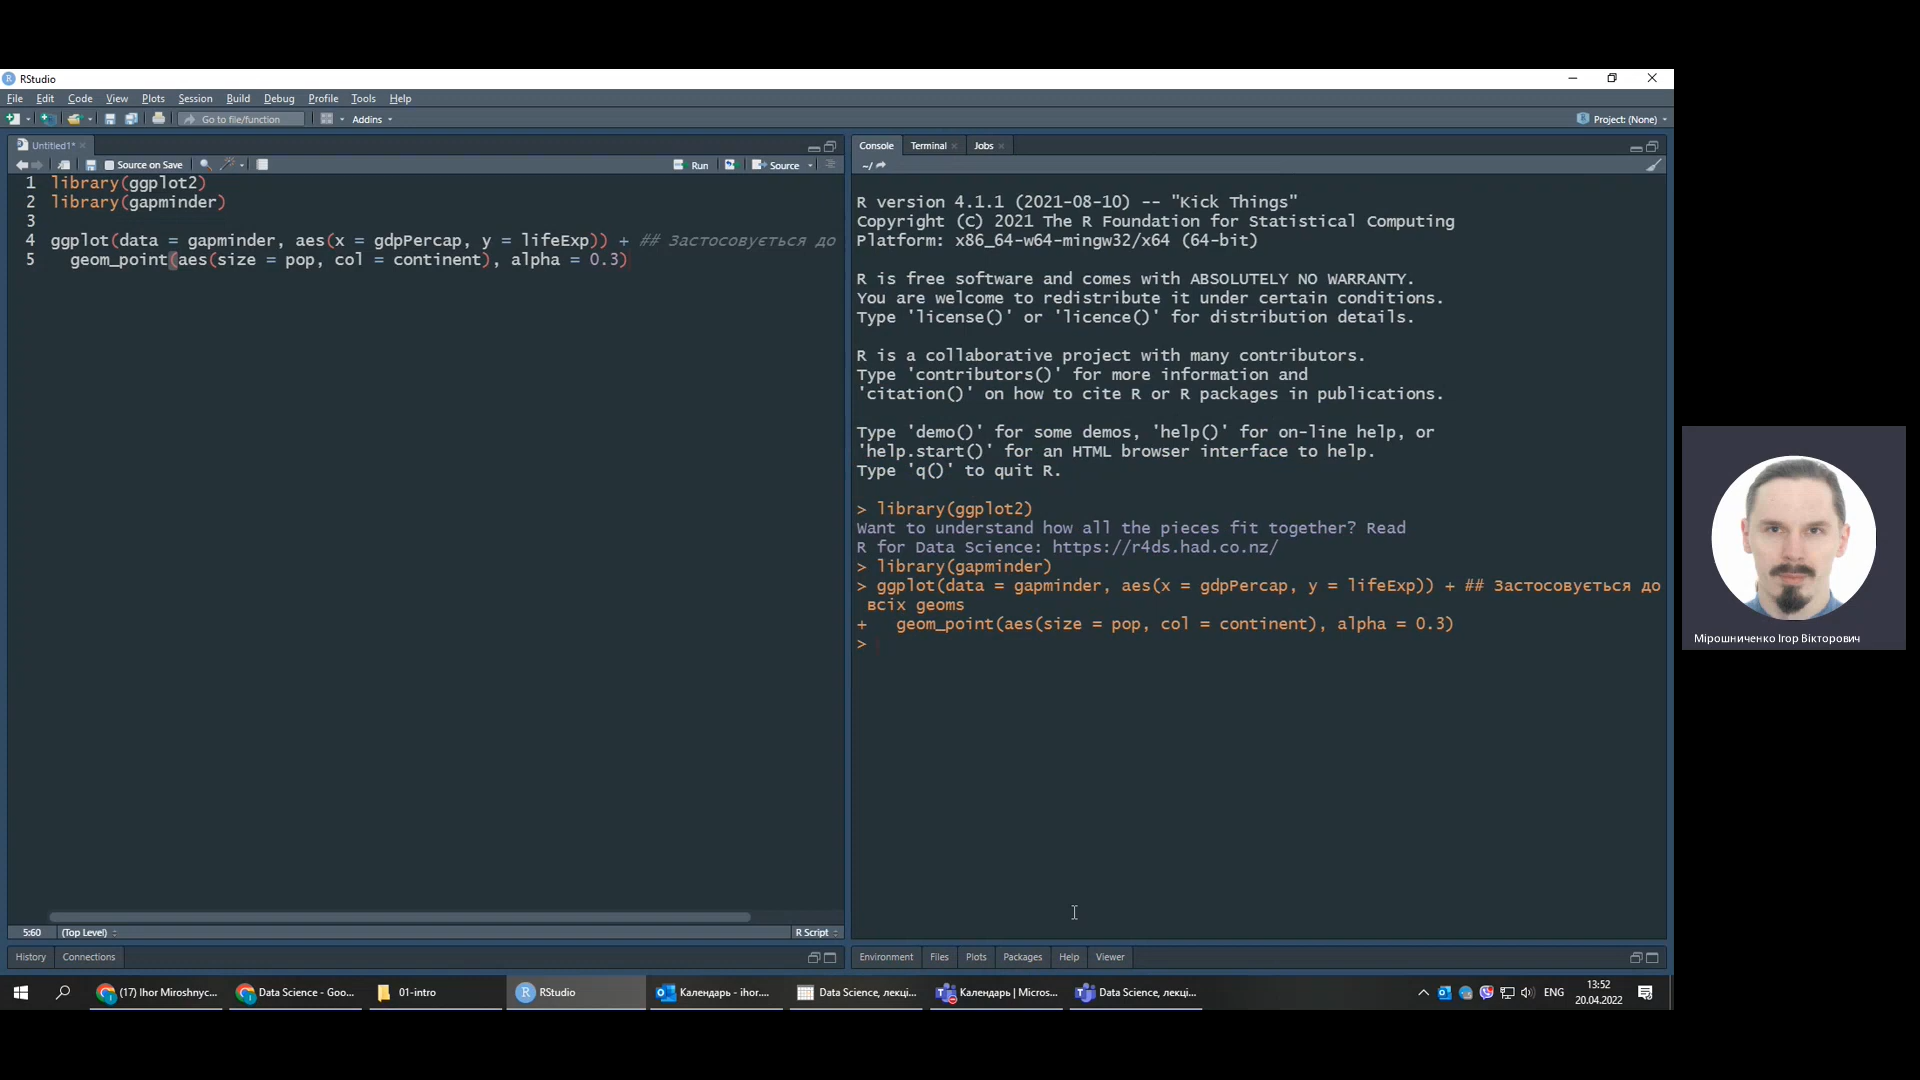 RStudio
File Edit Code View Plots Session Build Debug Profile Tools Help
Go to file/function Addins Project: (None)
Untitled1*
Source on Save Run Source
1 library(ggplot2)
2 library(gapminder)
3
4 ggplot(data = gapminder, aes(x = gdpPercap, y = lifeExp)) + ## Застосовується до
5 geom_point(aes(size = pop, col = continent), alpha = 0.3)
5:60 (Top Level) R Script
History Connections
Console Terminal Jobs
~/
R version 4.1.1 (2021-08-10) -- "Kick Things"
Copyright (C) 2021 The R Foundation for Statistical Computing
Platform: x86_64-w64-mingw32/x64 (64-bit)
R is free software and comes with ABSOLUTELY NO WARRANTY.
You are welcome to redistribute it under certain conditions.
Type 'license()' or 'licence()' for distribution details.
R is a collaborative project with many contributors.
Type 'contributors()' for more information and
'citation()' on how to cite R or R packages in publications.
Type 'demo()' for some demos, 'help()' for on-line help, or
'help.start()' for an HTML browser interface to help.
Type 'q()' to quit R.
> library(ggplot2)
Want to understand how all the pieces fit together? Read
R for Data Science: https://r4ds.had.co.nz/
> library(gapminder)
> ggplot(data = gapminder, aes(x = gdpPercap, y = lifeExp)) + ## Застосовується до
всіх geoms
+ geom_point(aes(size = pop, col = continent), alpha = 0.3)
>
Environment Files Plots Packages Help Viewer
Мірошниченко Ігор Вікторович
(17) Ihor Miroshnyc... Data Science - Goo... 01-intro RStudio Календарь - ihor.... Data Science, лекці... Календарь | Micros... Data Science, лекці... ENG 13:52
20.04.2022